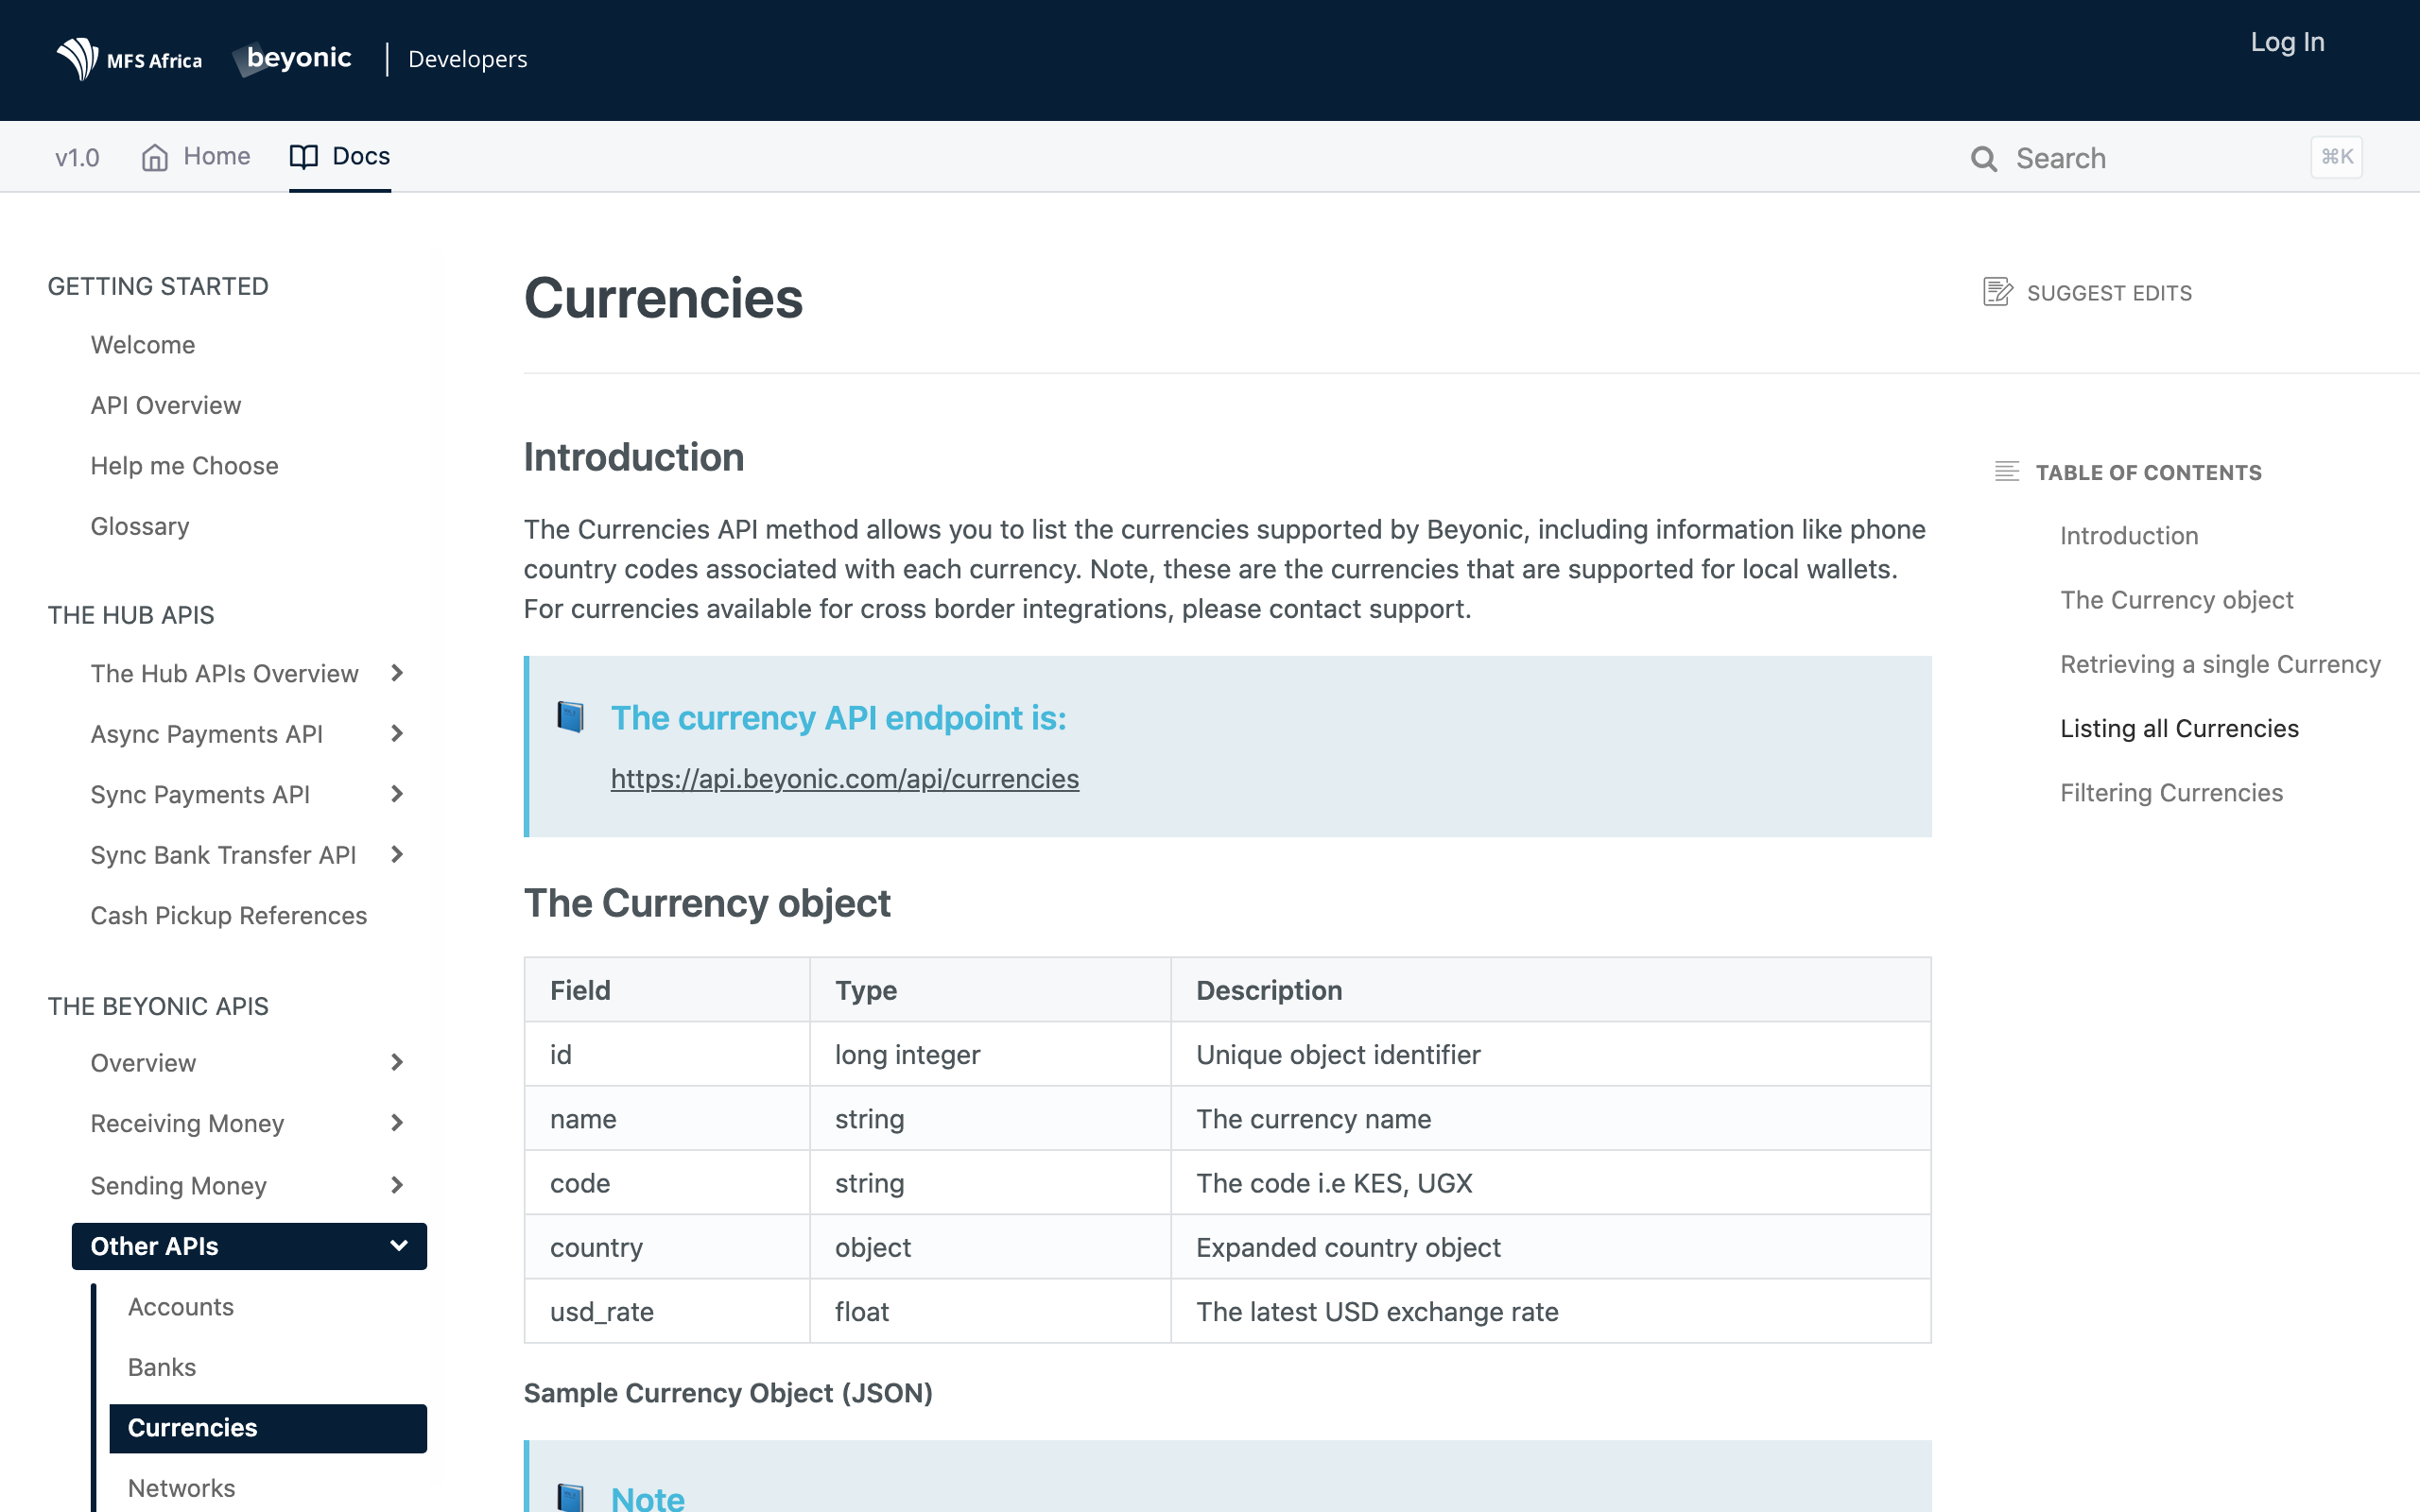 MFS Africa
beyonic
Developers
Log In
v1.0
Home
Docs
Search
⌘K
GETTING STARTED
Welcome
API Overview
Help me Choose
Glossary
THE HUB APIS
The Hub APIs Overview
Async Payments API
Sync Payments API
Sync Bank Transfer API
Cash Pickup References
THE BEYONIC APIS
Overview
Receiving Money
Sending Money
Other APIs
Accounts
Banks
Currencies
Networks
Currencies
Introduction
The Currencies API method allows you to list the currencies supported by Beyonic, including information like phone
country codes associated with each currency. Note, these are the currencies that are supported for local wallets.
For currencies available for cross border integrations, please contact support.
The currency API endpoint is:
https://api.beyonic.com/api/currencies
The Currency object
Field Type Description
id long integer Unique object identifier
name string The currency name
code string The code i.e KES, UGX
country object Expanded country object
usd_rate float The latest USD exchange rate
Sample Currency Object (JSON)
Note
SUGGEST EDITS
TABLE OF CONTENTS
Introduction
The Currency object
Retrieving a single Currency
Listing all Currencies
Filtering Currencies